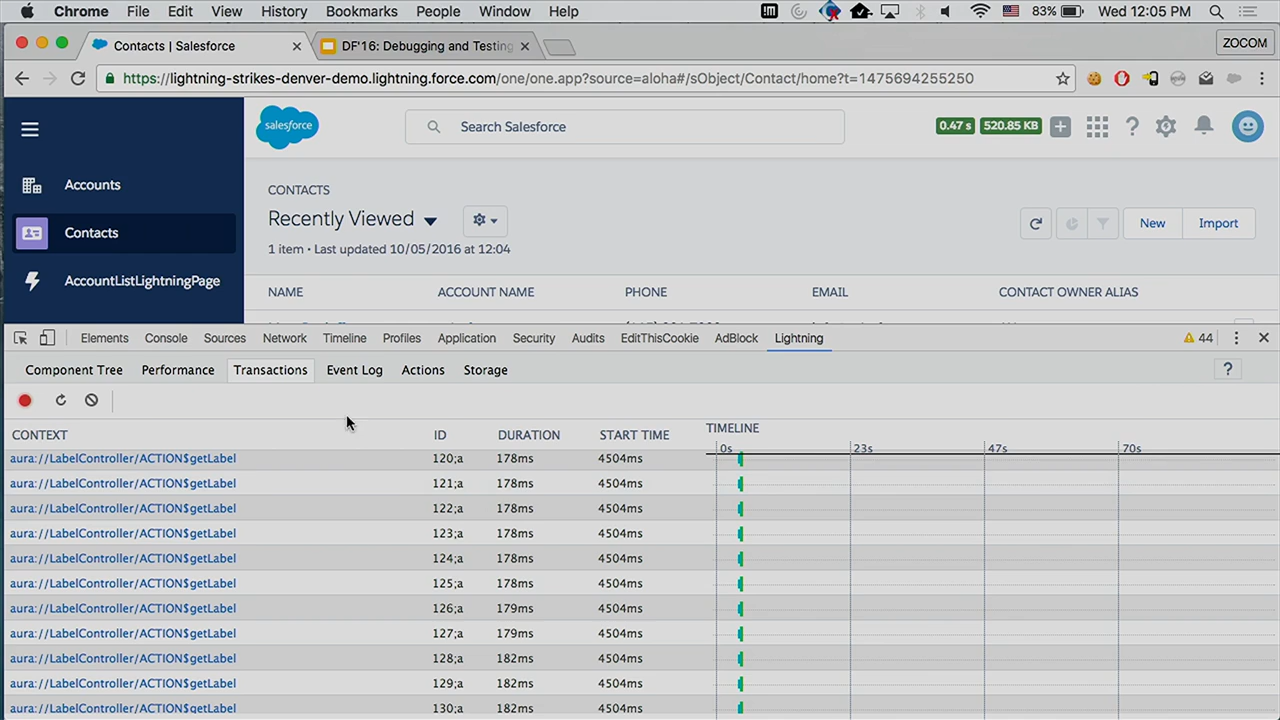 Chrome File Edit View History Bookmarks People Window Help 83% Wed 12:05 PM
Contacts | Salesforce DF'16: Debugging and Testing ZOCOM
https://lightning-strikes-denver-demo.lightning.force.com/one/one.app?source=aloha#/sObject/Contact/home?t=1475694255250
salesforce Search Salesforce 0.47 s 520.85 KB
Accounts
Contacts
AccountListLightningPage
CONTACTS
Recently Viewed
New Import
1 item • Last updated 10/05/2016 at 12:04
NAME ACCOUNT NAME PHONE EMAIL CONTACT OWNER ALIAS
Elements Console Sources Network Timeline Profiles Application Security Audits EditThisCookie AdBlock Lightning 44
Component Tree Performance Transactions Event Log Actions Storage ?
CONTEXT ID DURATION START TIME TIMELINE
0s 23s 47s 70s
aura://LabelController/ACTION$getLabel 120;a 178ms 4504ms
aura://LabelController/ACTION$getLabel 121;a 178ms 4504ms
aura://LabelController/ACTION$getLabel 122;a 178ms 4504ms
aura://LabelController/ACTION$getLabel 123;a 178ms 4504ms
aura://LabelController/ACTION$getLabel 124;a 178ms 4504ms
aura://LabelController/ACTION$getLabel 125;a 178ms 4504ms
aura://LabelController/ACTION$getLabel 126;a 179ms 4504ms
aura://LabelController/ACTION$getLabel 127;a 179ms 4504ms
aura://LabelController/ACTION$getLabel 128;a 182ms 4504ms
aura://LabelController/ACTION$getLabel 129;a 182ms 4504ms
aura://LabelController/ACTION$getLabel 130;a 182ms 4504ms